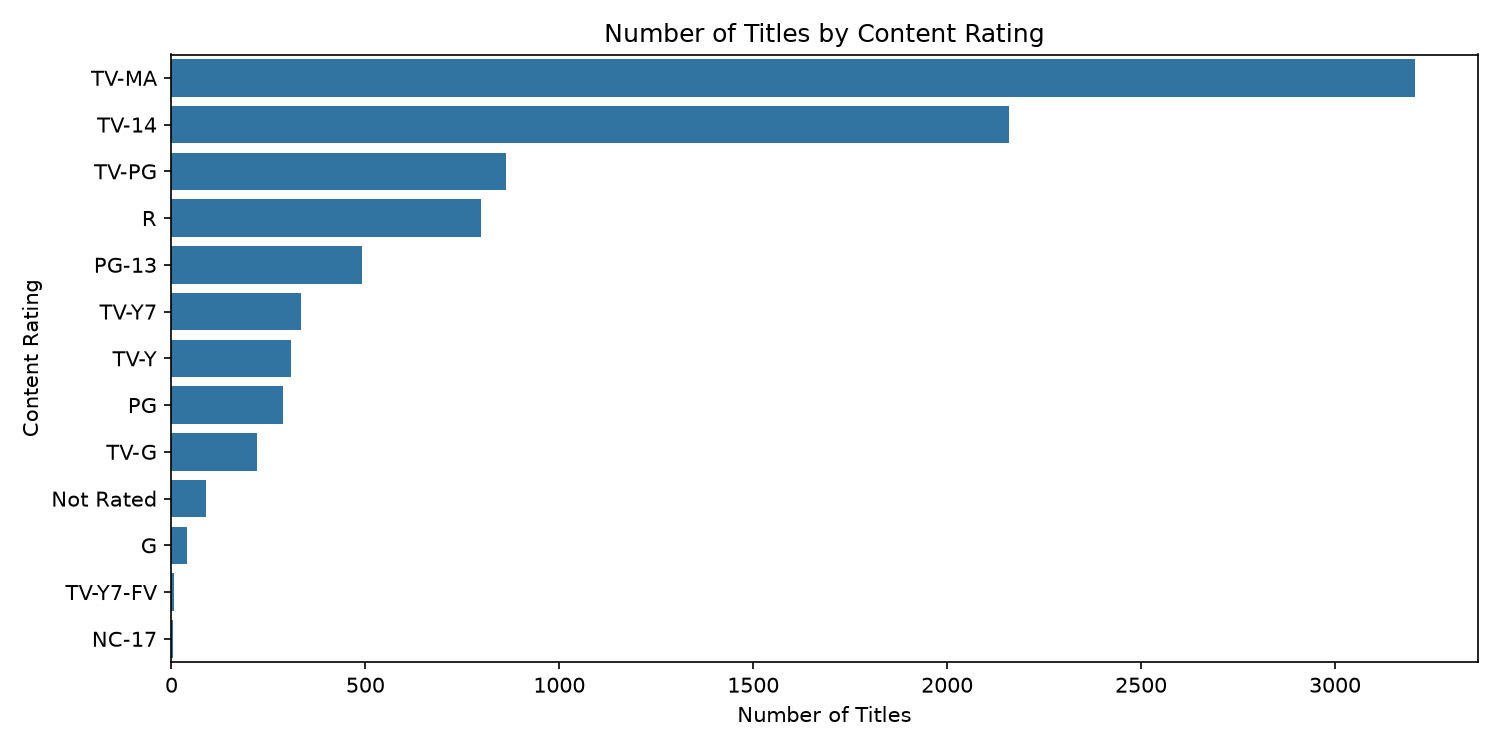 Number of Titles by Content Rating
Content Rating
TV-MA
TV-14
TV-PG
R
PG-13
TV-Y7
TV-Y
PG
TV-G
Not Rated
G
TV-Y7-FV
NC-17
0 500 1000 1500 2000 2500 3000
Number of Titles